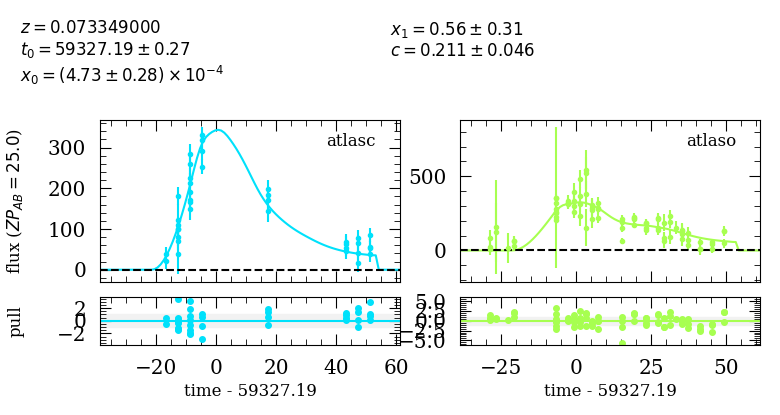 z = 0.073349000
t₀ = 59327.19 ± 0.27
x₀ = (4.73 ± 0.28) × 10⁻⁴
x₁ = 0.56 ± 0.31
c = 0.211 ± 0.046
flux (ZP_AB = 25.0)
300
200
100
0
atlasc
500
0
atlaso
pull
2
0
−2
−20 0 20 40 60
time - 59327.19
5.0
2.5
0.0
−2.5
−5.0
−25 0 25 50
time - 59327.19